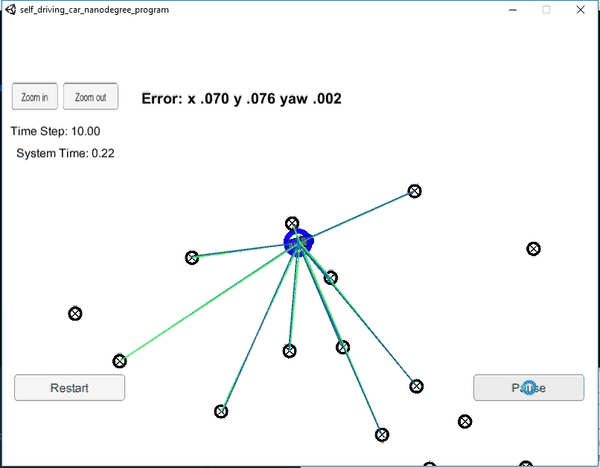 self_driving_car_nanodegree_program
Zoom in Zoom out
Error: x .070 y .076 yaw .002
Time Step: 10.00
System Time: 0.22
Restart
Pause